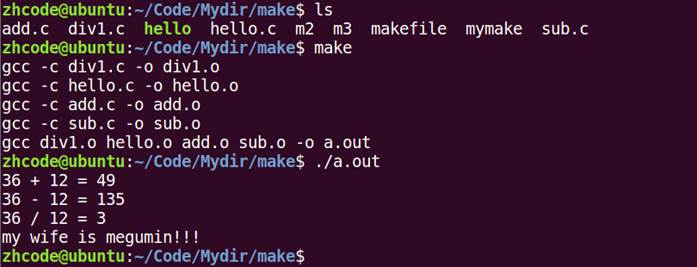 zhcode@ubuntu:~/Code/Mydir/make$ ls
add.c  div1.c  hello  hello.c  m2  m3  makefile  mymake  sub.c
zhcode@ubuntu:~/Code/Mydir/make$ make
gcc -c div1.c -o div1.o
gcc -c hello.c -o hello.o
gcc -c add.c -o add.o
gcc -c sub.c -o sub.o
gcc div1.o hello.o add.o sub.o -o a.out
zhcode@ubuntu:~/Code/Mydir/make$ ./a.out
36 + 12 = 49
36 - 12 = 135
36 / 12 = 3
my wife is megumin!!!
zhcode@ubuntu:~/Code/Mydir/make$